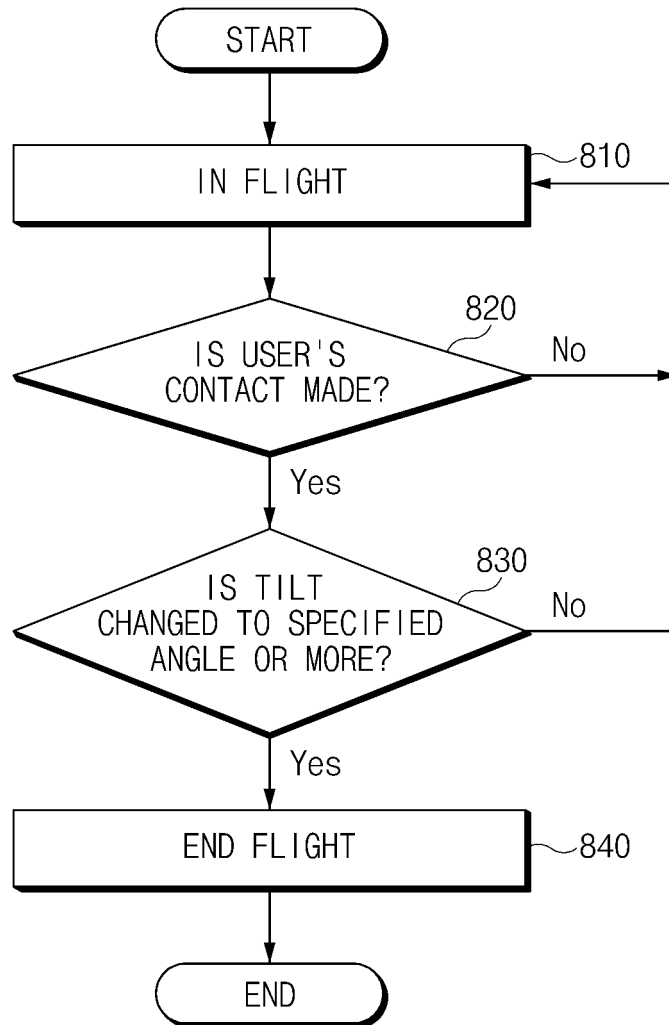 START
IN FLIGHT
810
820
IS USER'S
CONTACT MADE?
No
Yes
830
IS TILT
CHANGED TO SPECIFIED
ANGLE OR MORE?
No
Yes
END FLIGHT
840
END